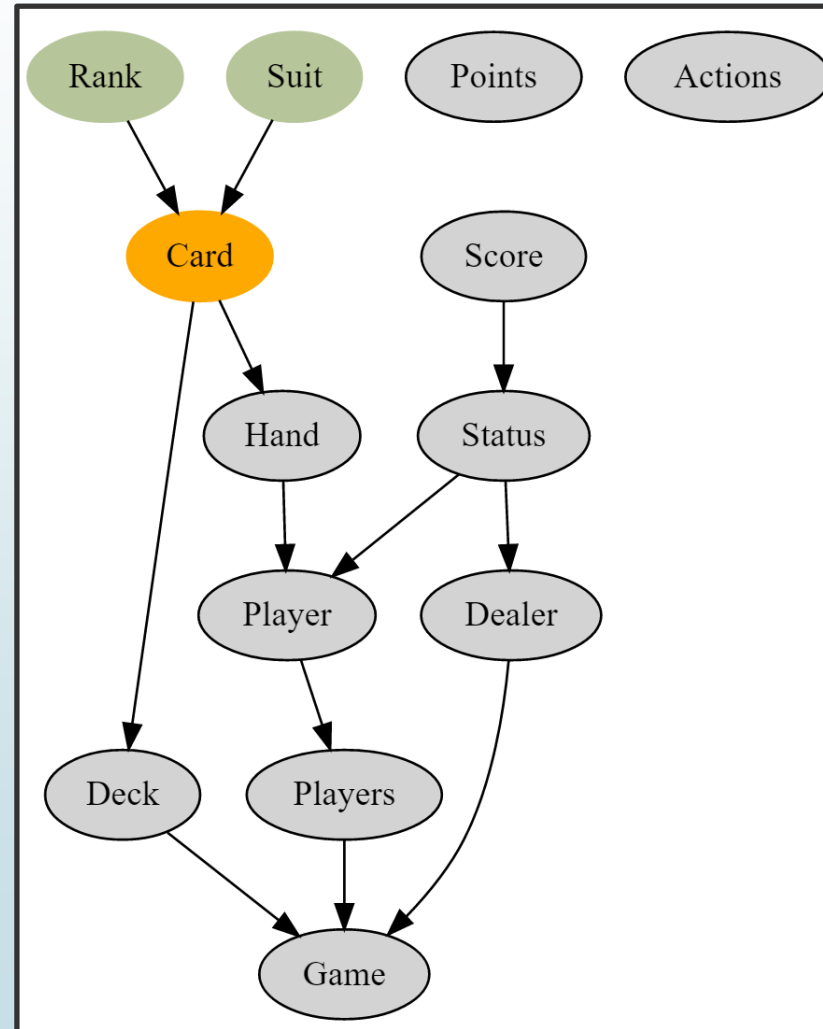 Rank
Suit
Points
Actions
Card
Score
Hand
Status
Player
Dealer
Deck
Players
Game